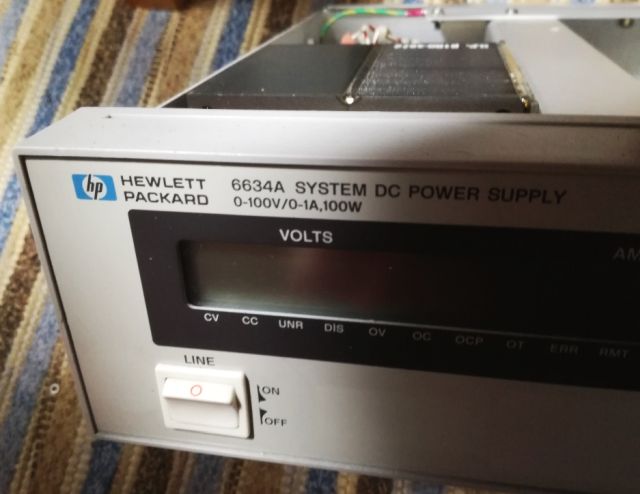 hp HEWLETT PACKARD
6634A SYSTEM DC POWER SUPPLY
0-100V/0-1A,100W
VOLTS
CV CC UNR DIS OV OC OCP OT ERR RMT
LINE
O
ON
OFF